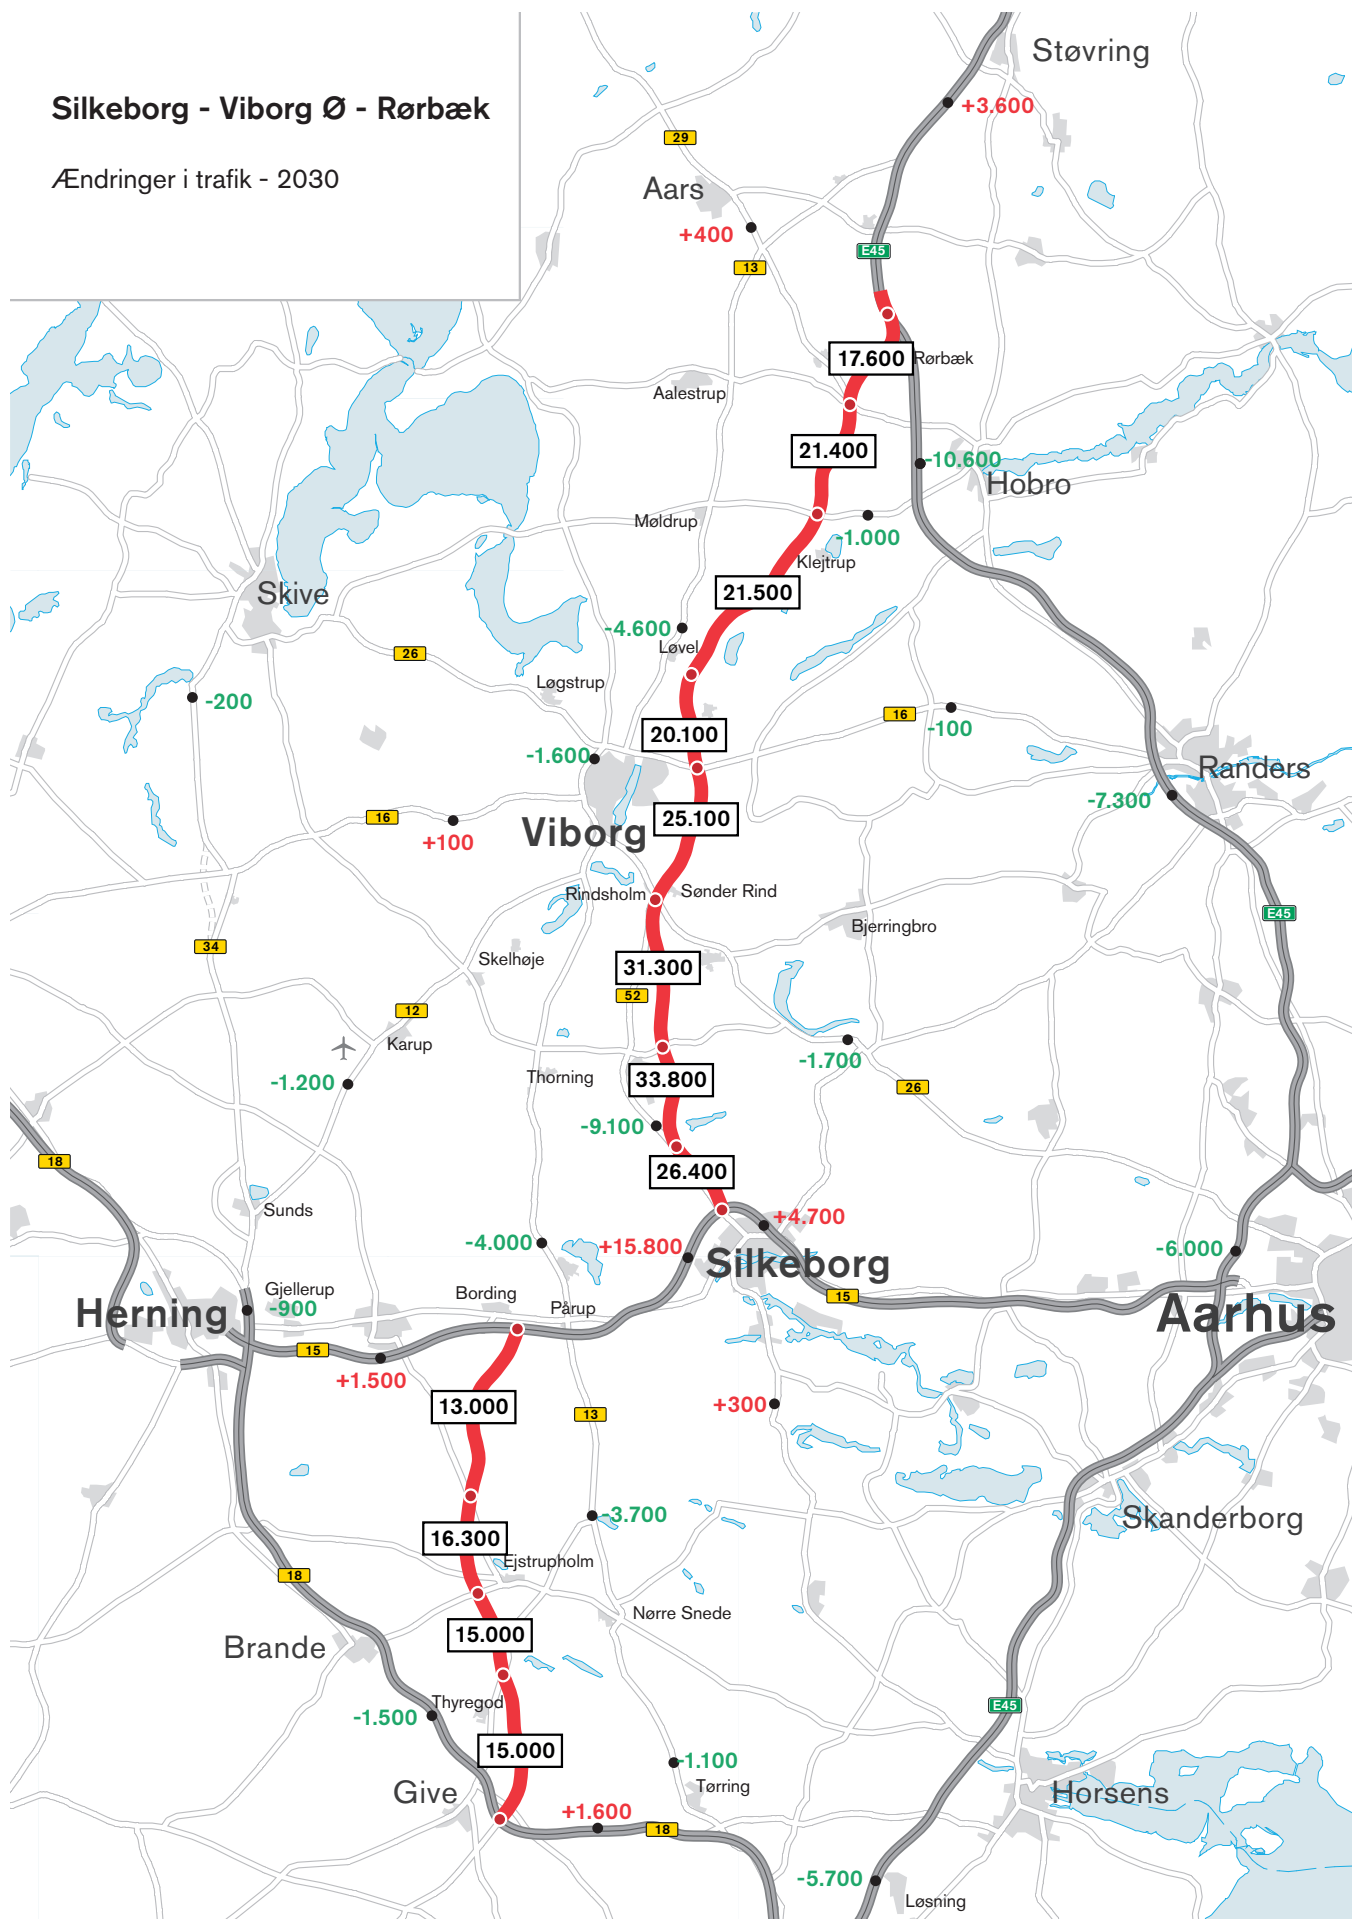 Silkeborg - Viborg Ø - Rørbæk
Ændringer i trafik - 2030
Støvring
+3.600
29
Aars
+400
E45
13
17.600
Rørbæk
Aalestrup
21.400
-10.600
Hobro
Møldrup
-1.000
Klejtrup
21.500
Skive
-4.600
Løvel
26
Løgstrup
-200
16
-100
20.100
-1.600
Randers
-7.300
16
+100
Viborg
25.100
Rindsholm
Sønder Rind
E45
Bjerringbro
34
Skelhøje
31.300
52
12
Karup
-1.700
-1.200
Thorning
33.800
26
-9.100
18
26.400
Sunds
+4.700
-4.000
+15.800
-6.000
Silkeborg
Gjellerup
-900
Bording
Pårup
15
Herning
Aarhus
15
+1.500
13.000
13
+300
-3.700
Skanderborg
16.300
Ejstrupholm
18
Nørre Snede
15.000
Brande
Thyregod
-1.500
E45
15.000
-1.100
Tørring
Give
Horsens
+1.600
18
-5.700
Løsning